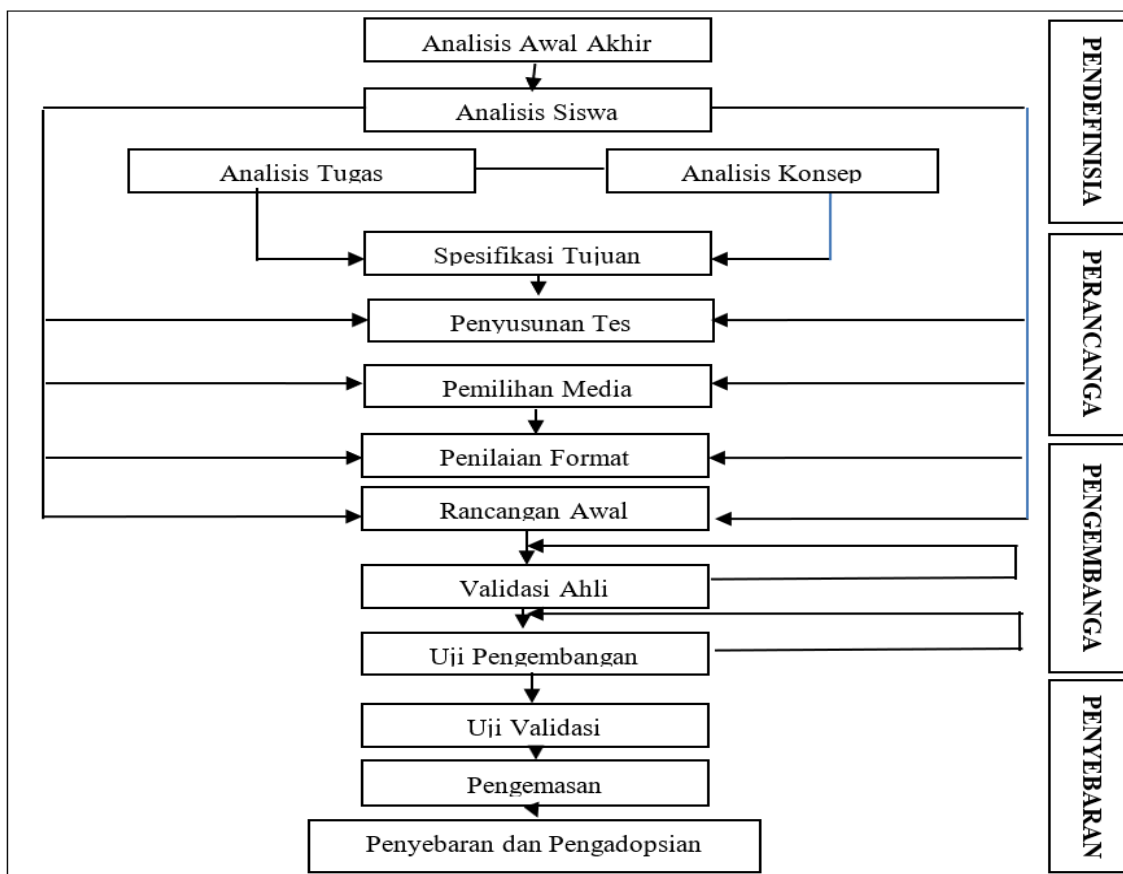 Analisis Awal Akhir
Analisis Siswa
Analisis Tugas
Analisis Konsep
Spesifikasi Tujuan
Penyusunan Tes
Pemilihan Media
Penilaian Format
Rancangan Awal
Validasi Ahli
Uji Pengembangan
Uji Validasi
Pengemasan
Penyebaran dan Pengadopsian
PENDEFINISIA
PERANCANGA
PENGEMBANGA
PENYEBARAN